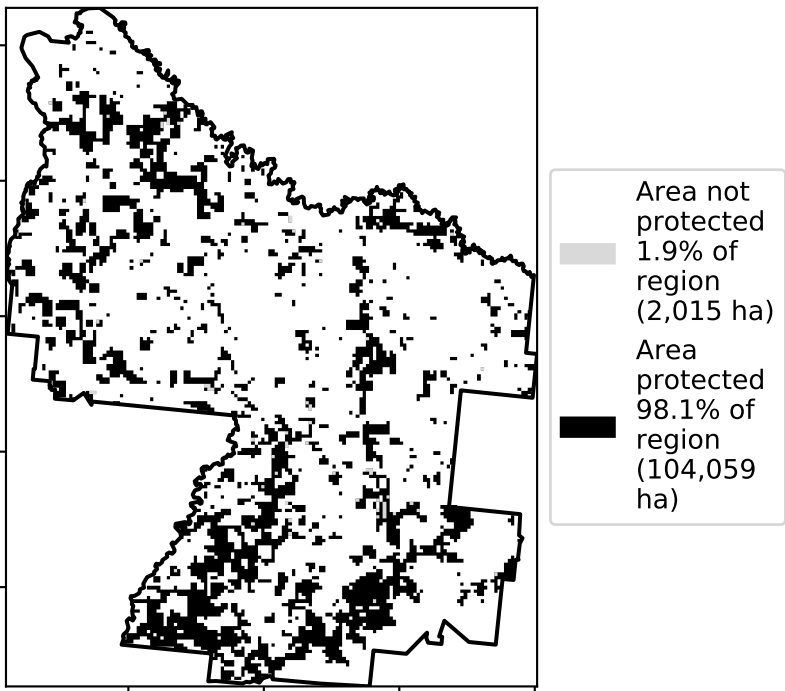 Area not
protected
1.9% of
region
(2,015 ha)
Area
protected
98.1% of
region
(104,059
ha)